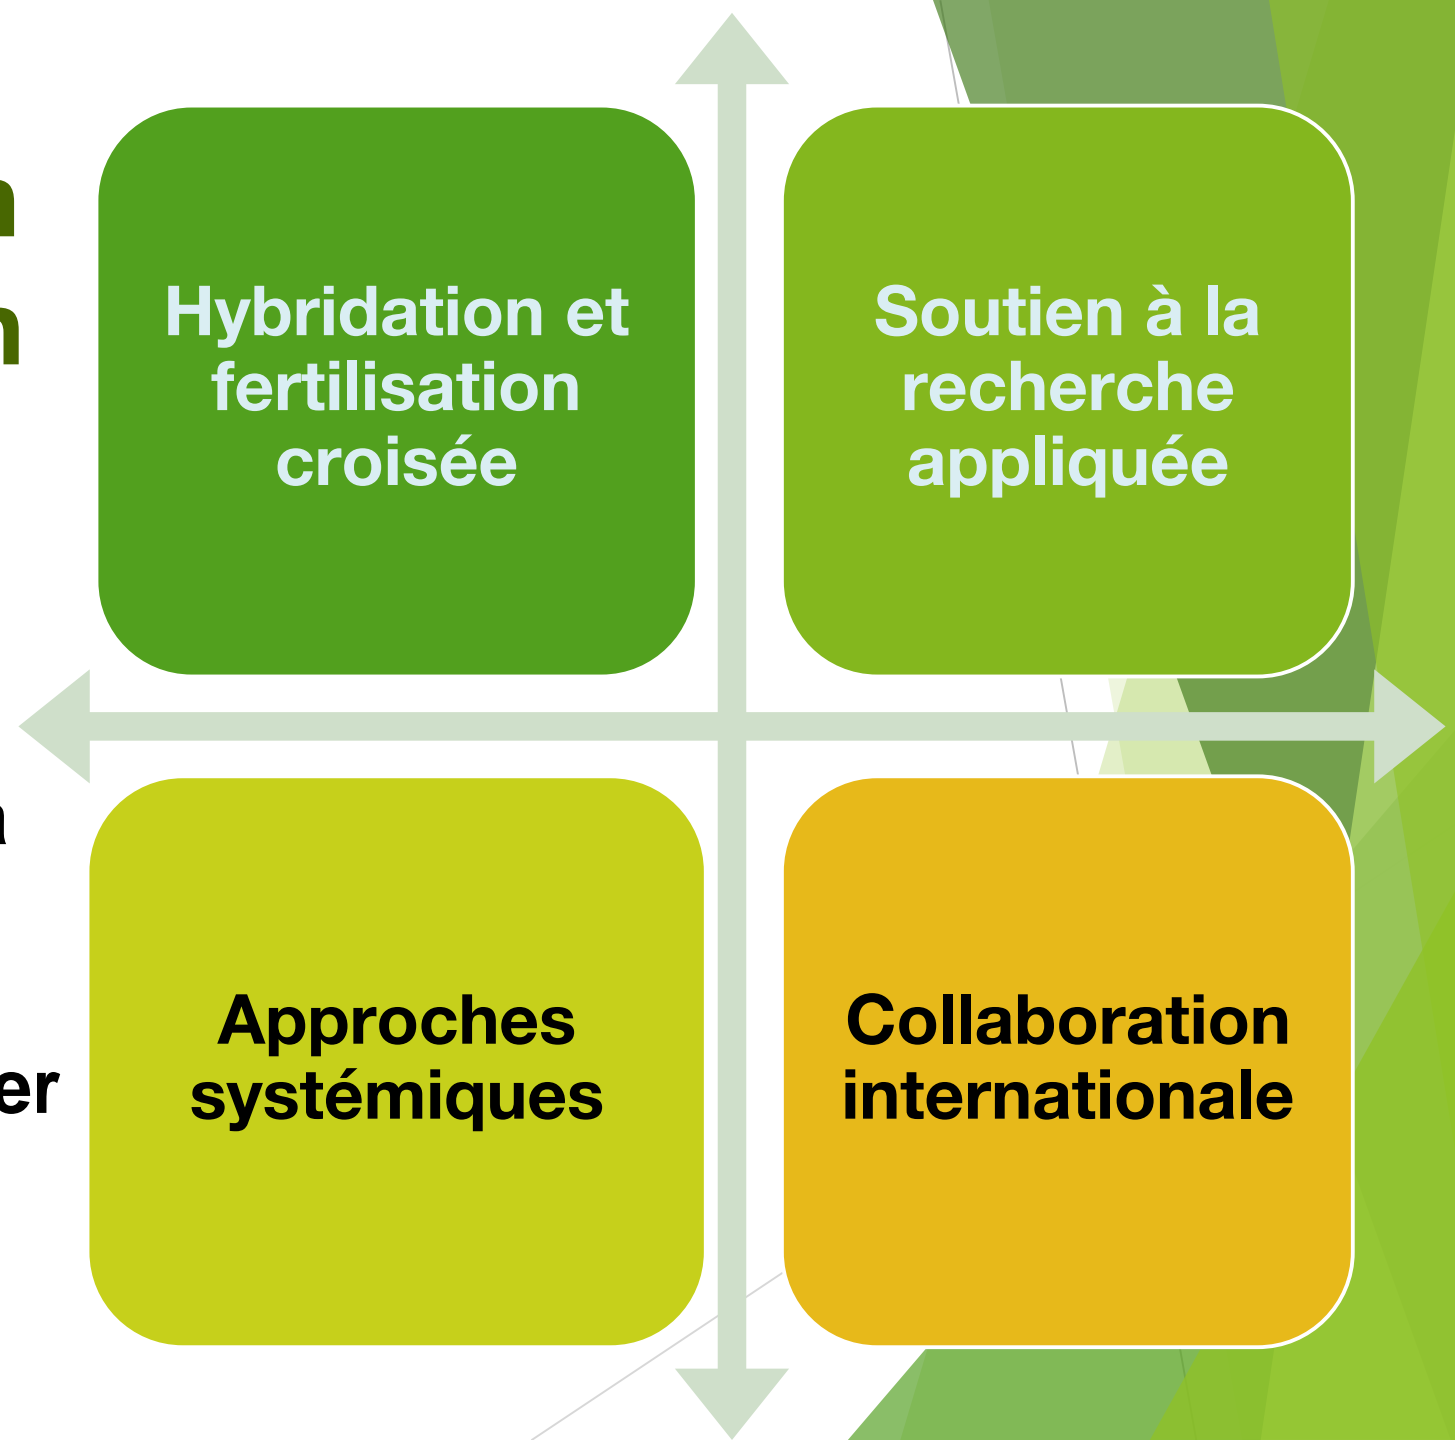 Hybridation et
fertilisation
croisée
Soutien à la
recherche
appliquée
Approches
systémiques
Collaboration
internationale